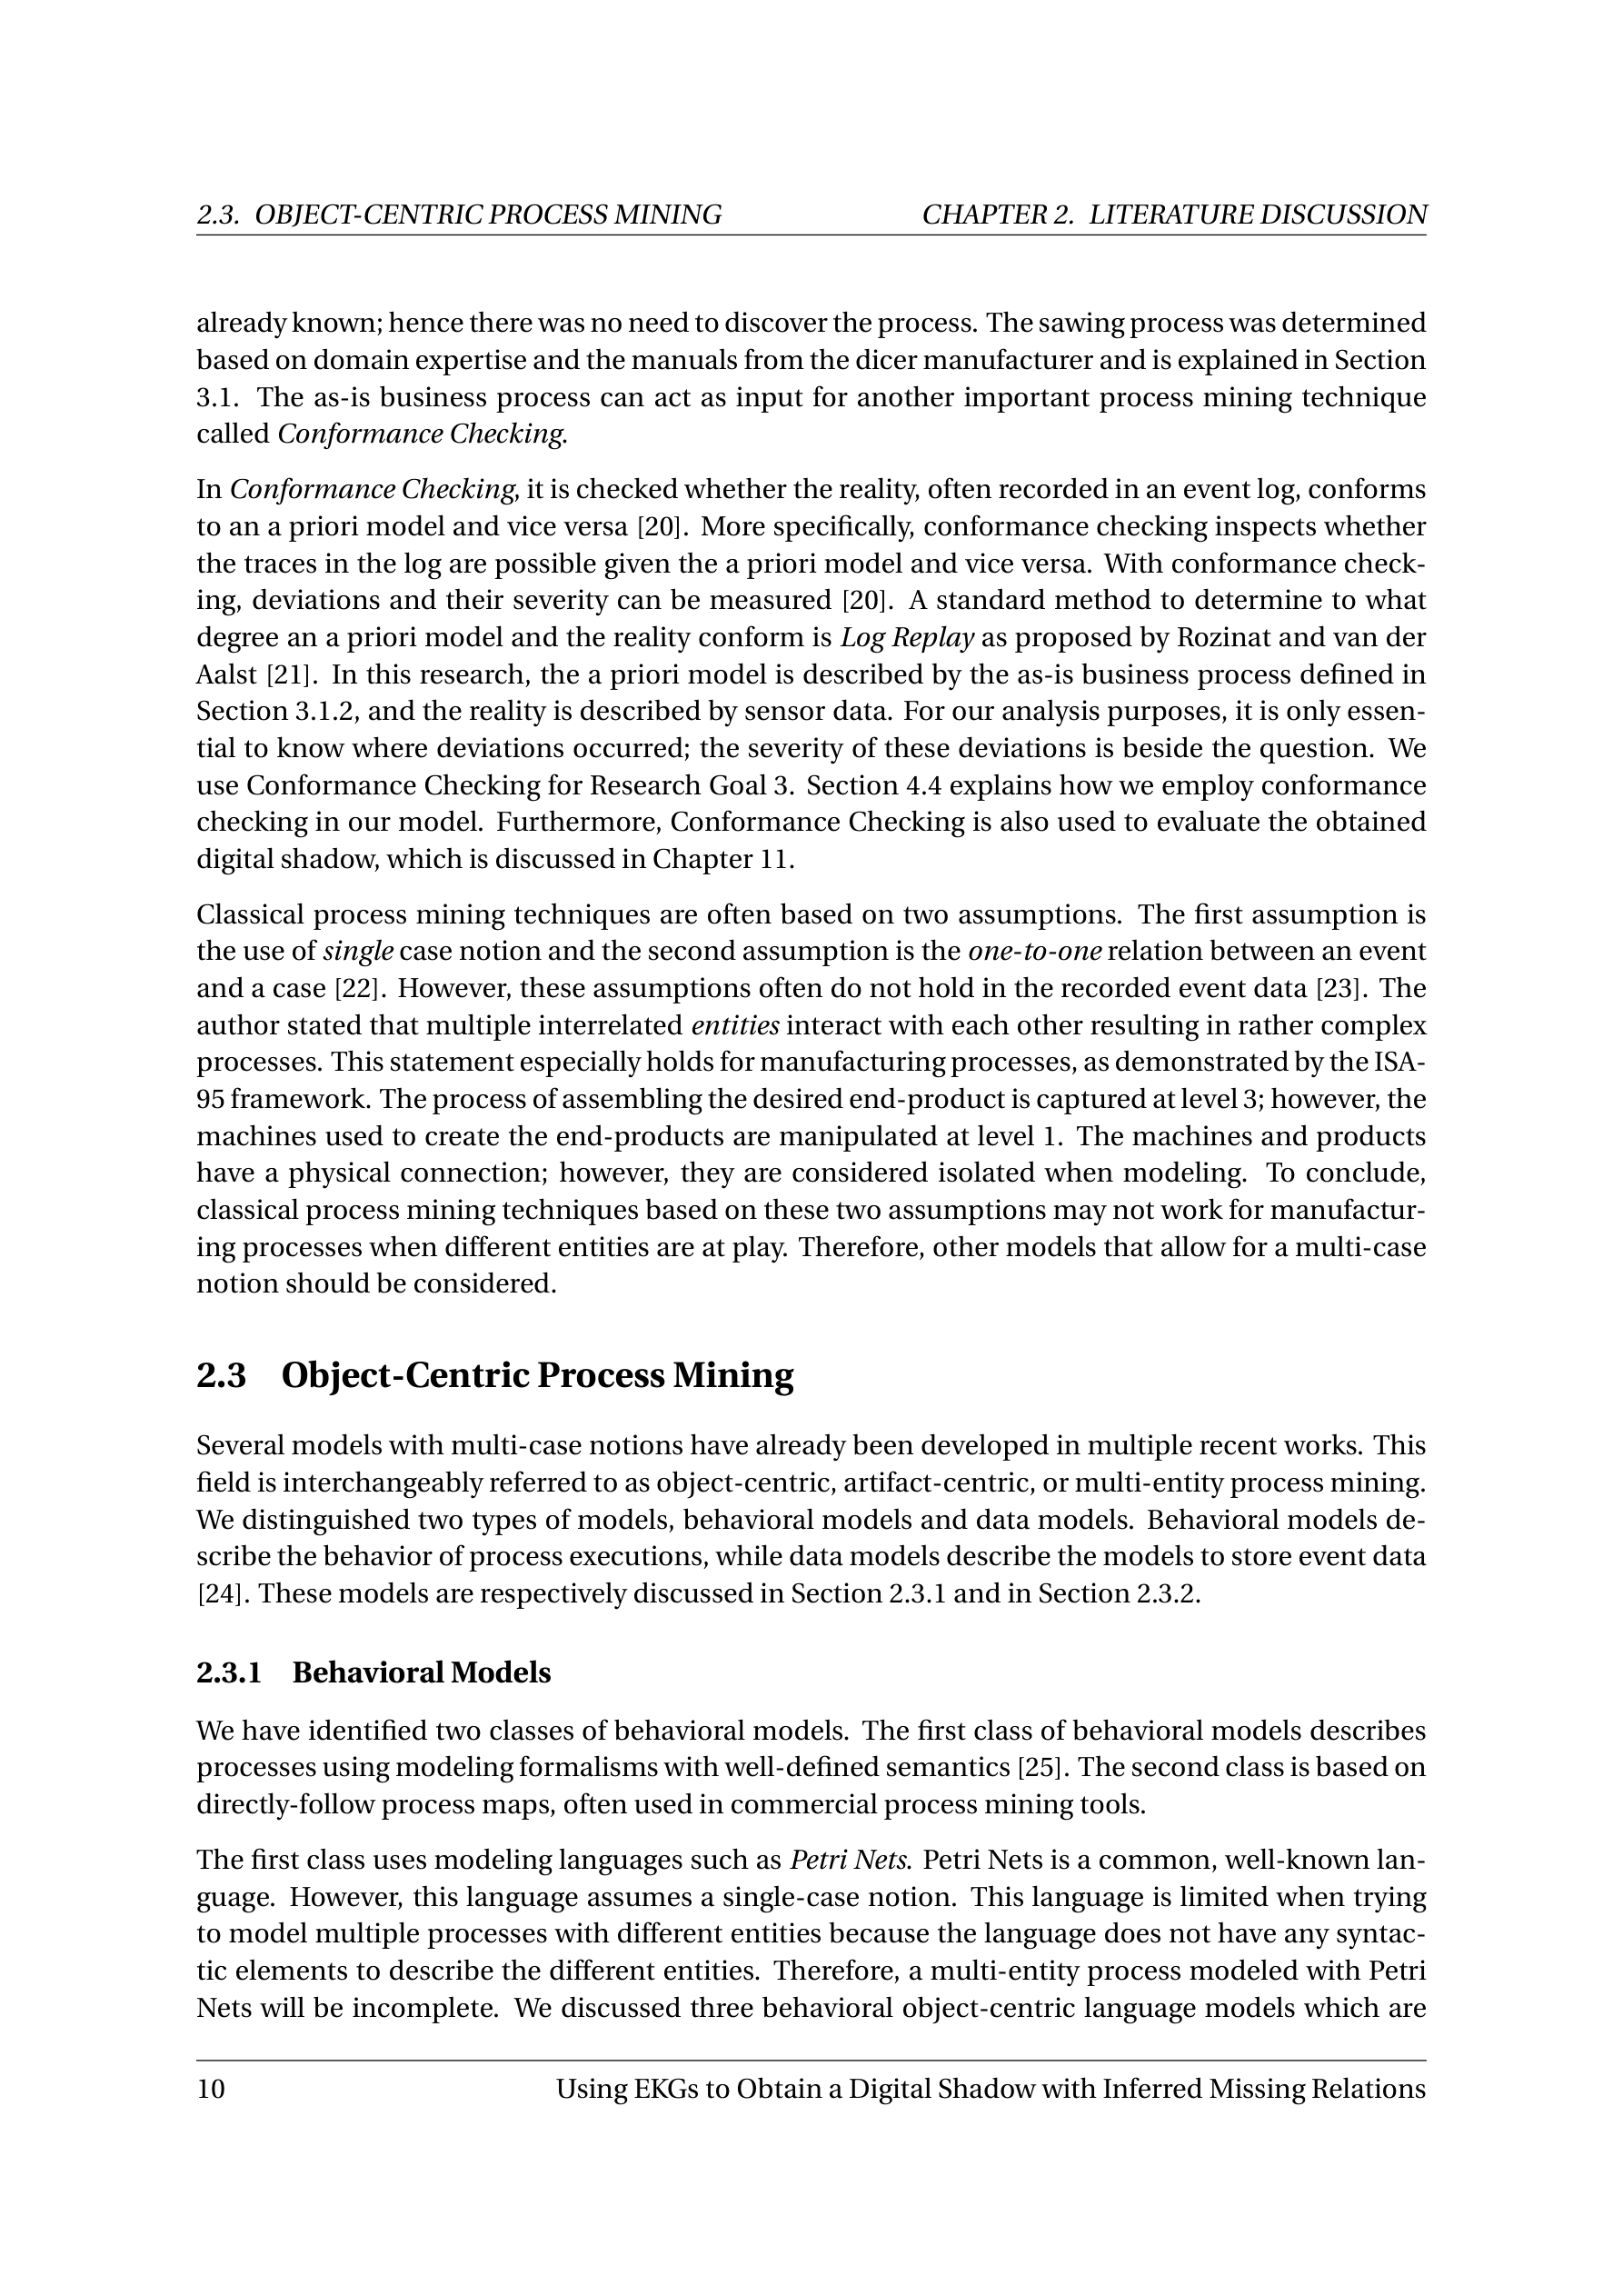 2.3. OBJECT-CENTRIC PROCESS MINING CHAPTER 2. LITERATURE DISCUSSION
already known; hence there was no need to discover the process. The sawing process was determined
based on domain expertise and the manuals from the dicer manufacturer and is explained in Section
3.1. The as-is business process can act as input for another important process mining technique
called Conformance Checking.
In Conformance Checking, it is checked whether the reality, often recorded in an event log, conforms
to an a priori model and vice versa [20]. More specifically, conformance checking inspects whether
the traces in the log are possible given the a priori model and vice versa. With conformance check-
ing, deviations and their severity can be measured [20]. A standard method to determine to what
degree an a priori model and the reality conform is Log Replay as proposed by Rozinat and van der
Aalst [21]. In this research, the a priori model is described by the as-is business process defined in
Section 3.1.2, and the reality is described by sensor data. For our analysis purposes, it is only essen-
tial to know where deviations occurred; the severity of these deviations is beside the question. We
use Conformance Checking for Research Goal 3. Section 4.4 explains how we employ conformance
checking in our model. Furthermore, Conformance Checking is also used to evaluate the obtained
digital shadow, which is discussed in Chapter 11.
Classical process mining techniques are often based on two assumptions. The first assumption is
the use of single case notion and the second assumption is the one-to-one relation between an event
and a case [22]. However, these assumptions often do not hold in the recorded event data [23]. The
author stated that multiple interrelated entities interact with each other resulting in rather complex
processes. This statement especially holds for manufacturing processes, as demonstrated by the ISA-
95 framework. The process of assembling the desired end-product is captured at level 3; however, the
machines used to create the end-products are manipulated at level 1. The machines and products
have a physical connection; however, they are considered isolated when modeling. To conclude,
classical process mining techniques based on these two assumptions may not work for manufactur-
ing processes when different entities are at play. Therefore, other models that allow for a multi-case
notion should be considered.
2.3 Object-Centric Process Mining
Several models with multi-case notions have already been developed in multiple recent works. This
field is interchangeably referred to as object-centric, artifact-centric, or multi-entity process mining.
We distinguished two types of models, behavioral models and data models. Behavioral models de-
scribe the behavior of process executions, while data models describe the models to store event data
[24]. These models are respectively discussed in Section 2.3.1 and in Section 2.3.2.
2.3.1 Behavioral Models
We have identified two classes of behavioral models. The first class of behavioral models describes
processes using modeling formalisms with well-defined semantics [25]. The second class is based on
directly-follow process maps, often used in commercial process mining tools.
The first class uses modeling languages such as Petri Nets. Petri Nets is a common, well-known lan-
guage. However, this language assumes a single-case notion. This language is limited when trying
to model multiple processes with different entities because the language does not have any syntac-
tic elements to describe the different entities. Therefore, a multi-entity process modeled with Petri
Nets will be incomplete. We discussed three behavioral object-centric language models which are
10 Using EKGs to Obtain a Digital Shadow with Inferred Missing Relations